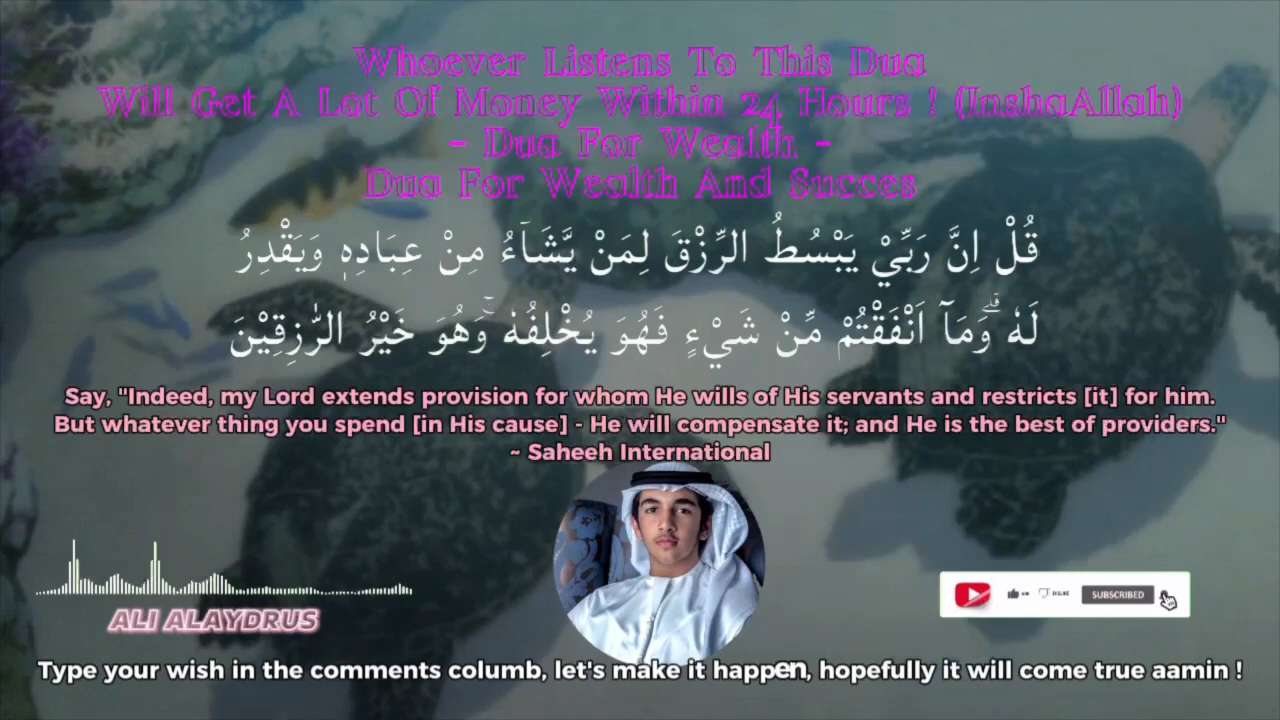 Whoever Listens To This Dua
Will Get A Lot Of Money Within 24 Hours ! (InshaAllah)
- Dua For Wealth -
Dua For Wealth And Succes
قُلْ اِنَّ رَبِّيْ يَبْسُطُ الرِّزْقَ لِمَنْ يَّشَاۤءُ مِنْ عِبَادِهٖ وَيَقْدِرُ
لَهٗ ۗوَمَآ اَنْفَقْتُمْ مِّنْ شَيْءٍ فَهُوَ يُخْلِفُهٗ ۚوَهُوَ خَيْرُ الرّٰزِقِيْنَ
Say, "Indeed, my Lord extends provision for whom He wills of His servants and restricts [it] for him.
But whatever thing you spend [in His cause] - He will compensate it; and He is the best of providers."
~ Saheeh International
ALI ALAYDRUS
DISLIKE SUBSCRIBED
Type your wish in the comments columb, let's make it happen, hopefully it will come true aamin !